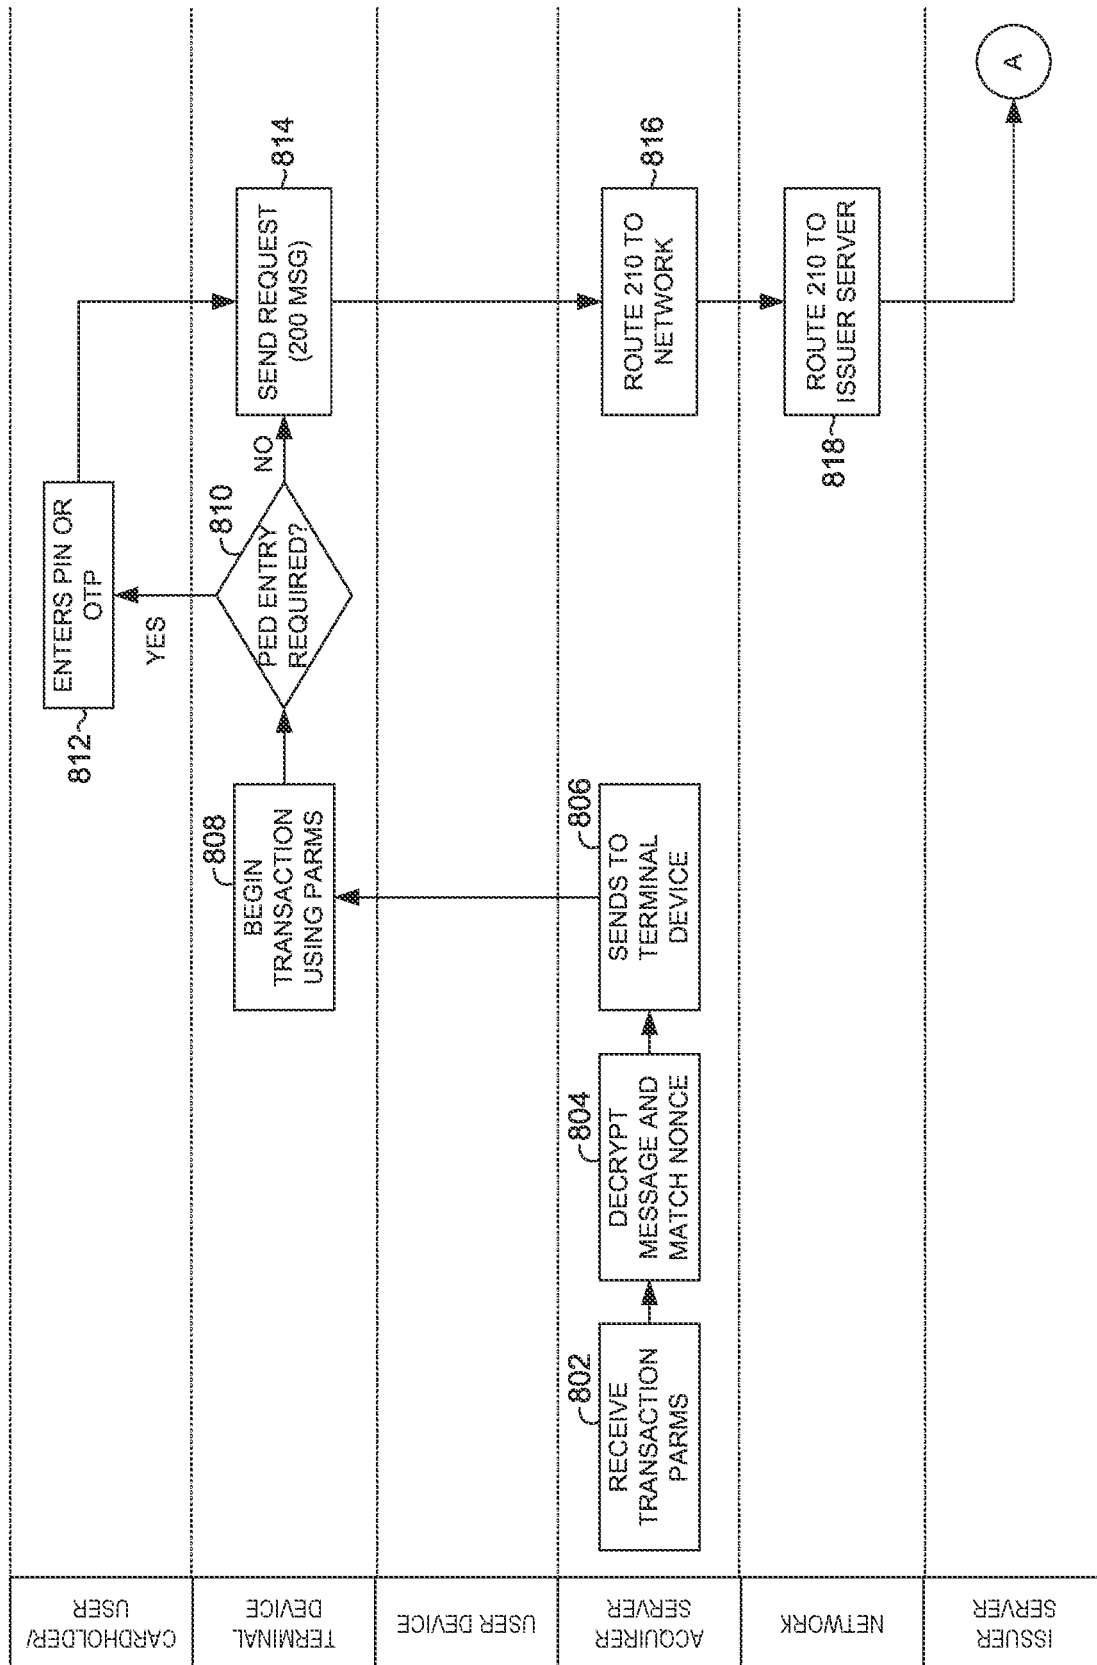 CARDHOLDER/
USER
TERMINAL
DEVICE
USER DEVICE
ACQUIRER
SERVER
NETWORK
ISSUER
SERVER
802
RECEIVE
TRANSACTION
PARMS
804
DECRYPT
MESSAGE AND
MATCH NONCE
806
SENDS TO
TERMINAL
DEVICE
808
BEGIN
TRANSACTION
USING PARMS
810
PED ENTRY
REQUIRED?
YES
NO
812
ENTERS PIN OR
OTP
814
SEND REQUEST
(200 MSG)
816
ROUTE 210 TO
NETWORK
818
ROUTE 210 TO
ISSUER SERVER
A